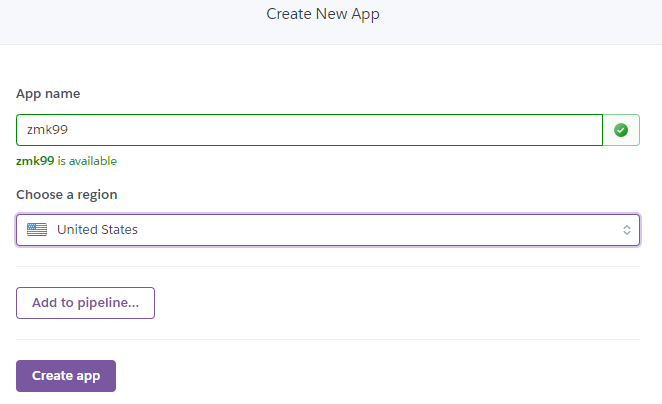 Create New App
App name
zmk99
zmk99 is available
Choose a region
United States
Add to pipeline...
Create app